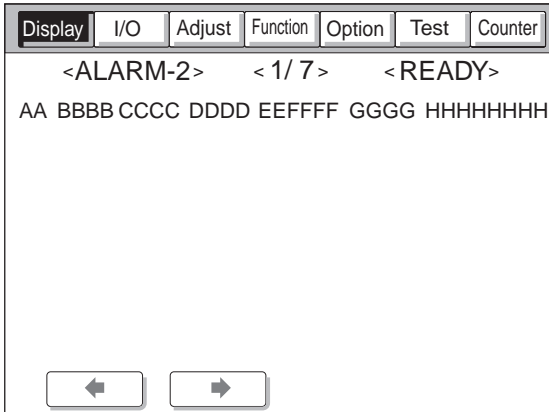 Display I/O Adjust Function Option Test Counter
<ALARM-2> < 1/ 7 > <READY>
AA BBBB CCCC DDDD EEFFFF GGGG HHHHHHHH